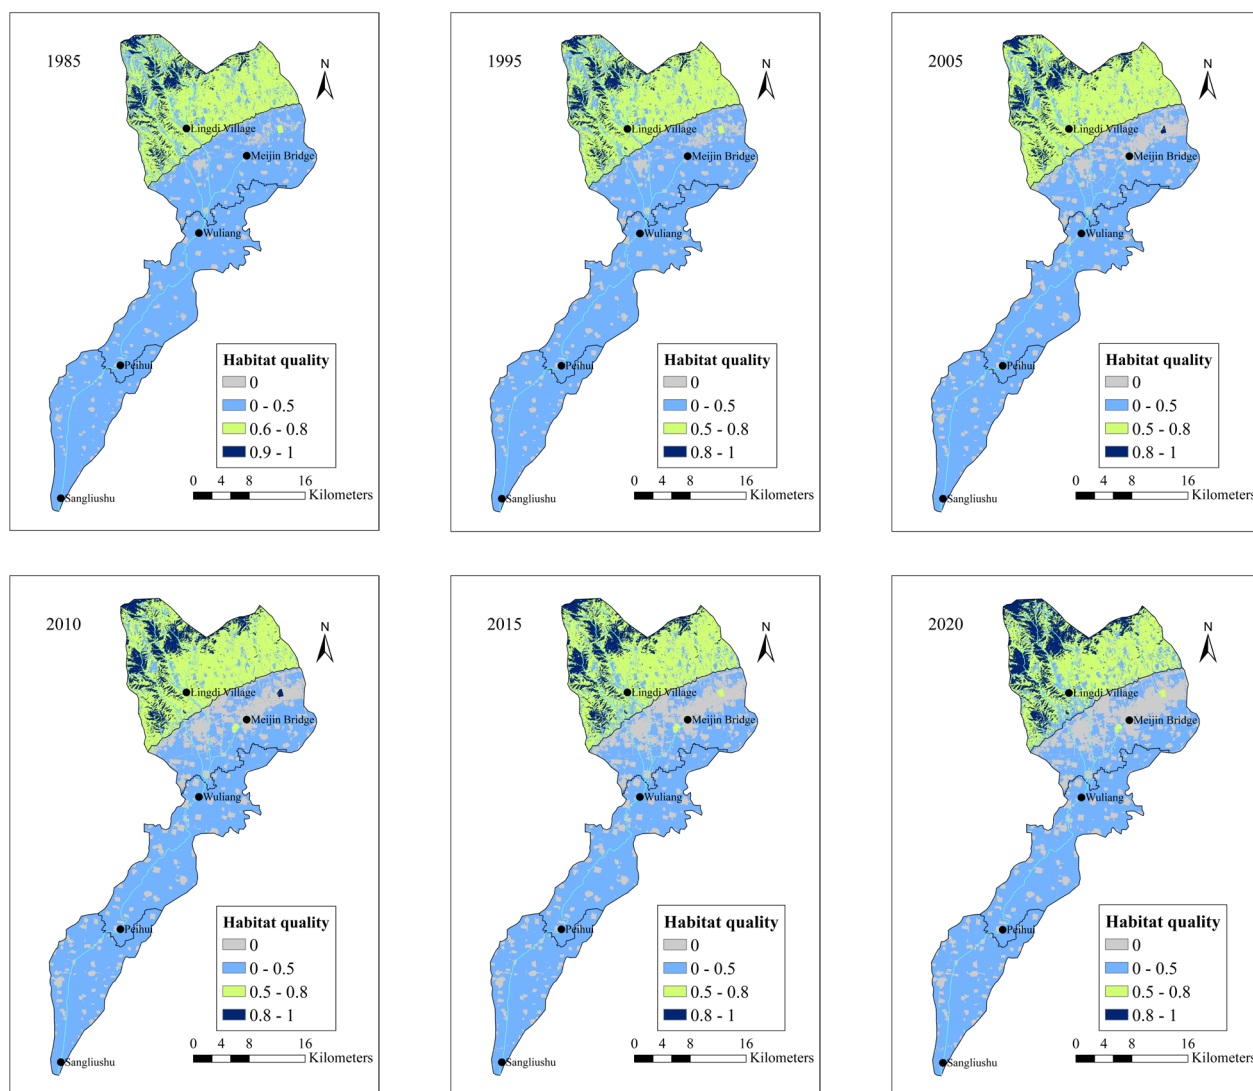 1985
N
Lingdi Village
Meijin Bridge
Wuliang
Peihui
Sangliushu
Habitat quality
0
0 - 0.5
0.6 - 0.8
0.9 - 1
0 4 8 16
Kilometers
1995
N
Lingdi Village
Meijin Bridge
Wuliang
Peihui
Sangliushu
Habitat quality
0
0 - 0.5
0.5 - 0.8
0.8 - 1
0 4 8 16
Kilometers
2005
N
Lingdi Village
Meijin Bridge
Wuliang
Peihui
Sangliushu
Habitat quality
0
0 - 0.5
0.5 - 0.8
0.8 - 1
0 4 8 16
Kilometers
2010
N
Lingdi Village
Meijin Bridge
Wuliang
Peihui
Sangliushu
Habitat quality
0
0 - 0.5
0.5 - 0.8
0.8 - 1
0 4 8 16
Kilometers
2015
N
Lingdi Village
Meijin Bridge
Wuliang
Peihui
Sangliushu
Habitat quality
0
0 - 0.5
0.5 - 0.8
0.8 - 1
0 4 8 16
Kilometers
2020
N
Lingdi Village
Meijin Bridge
Wuliang
Peihui
Sangliushu
Habitat quality
0
0 - 0.5
0.5 - 0.8
0.8 - 1
0 4 8 16
Kilometers